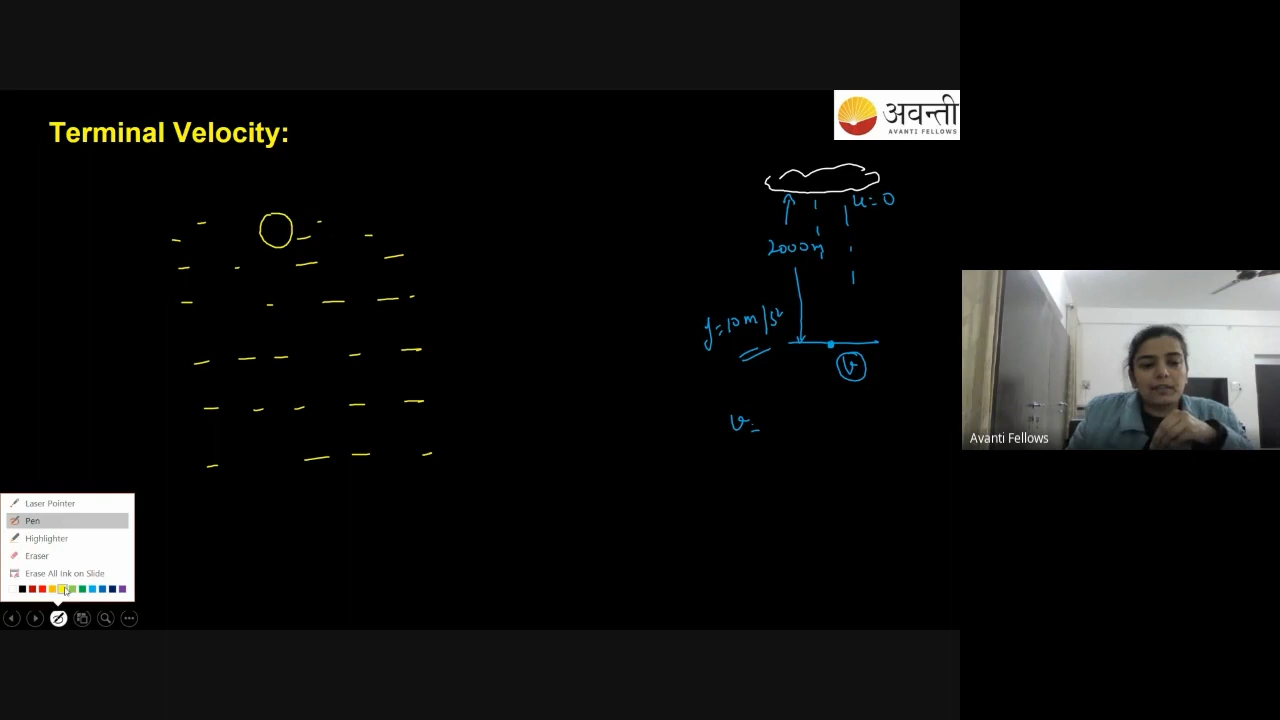 Terminal Velocity:
अवन्ती
AVANTI FELLOWS
u=0
2000m
g=10m/s²
v
v=
Avanti Fellows
Laser Pointer
Pen
Highlighter
Eraser
Erase All Ink on Slide